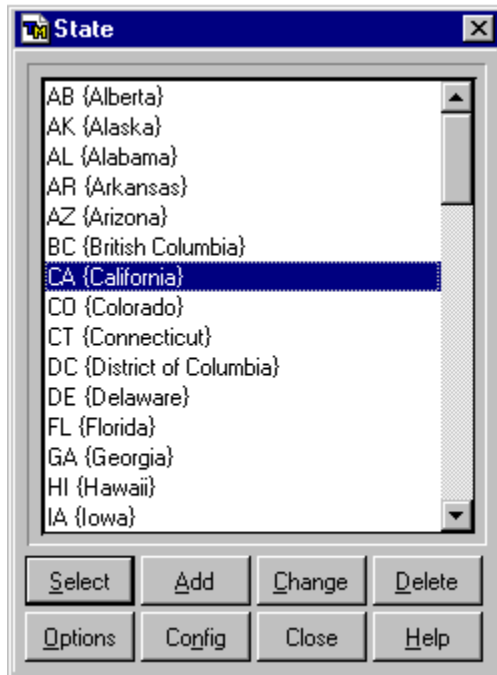 TM State
AB {Alberta}
AK {Alaska}
AL {Alabama}
AR {Arkansas}
AZ {Arizona}
BC {British Columbia}
CA {California}
CO {Colorado}
CT {Connecticut}
DC {District of Columbia}
DE {Delaware}
FL {Florida}
GA {Georgia}
HI {Hawaii}
IA {Iowa}
Select Add Change Delete
Options Config Close Help